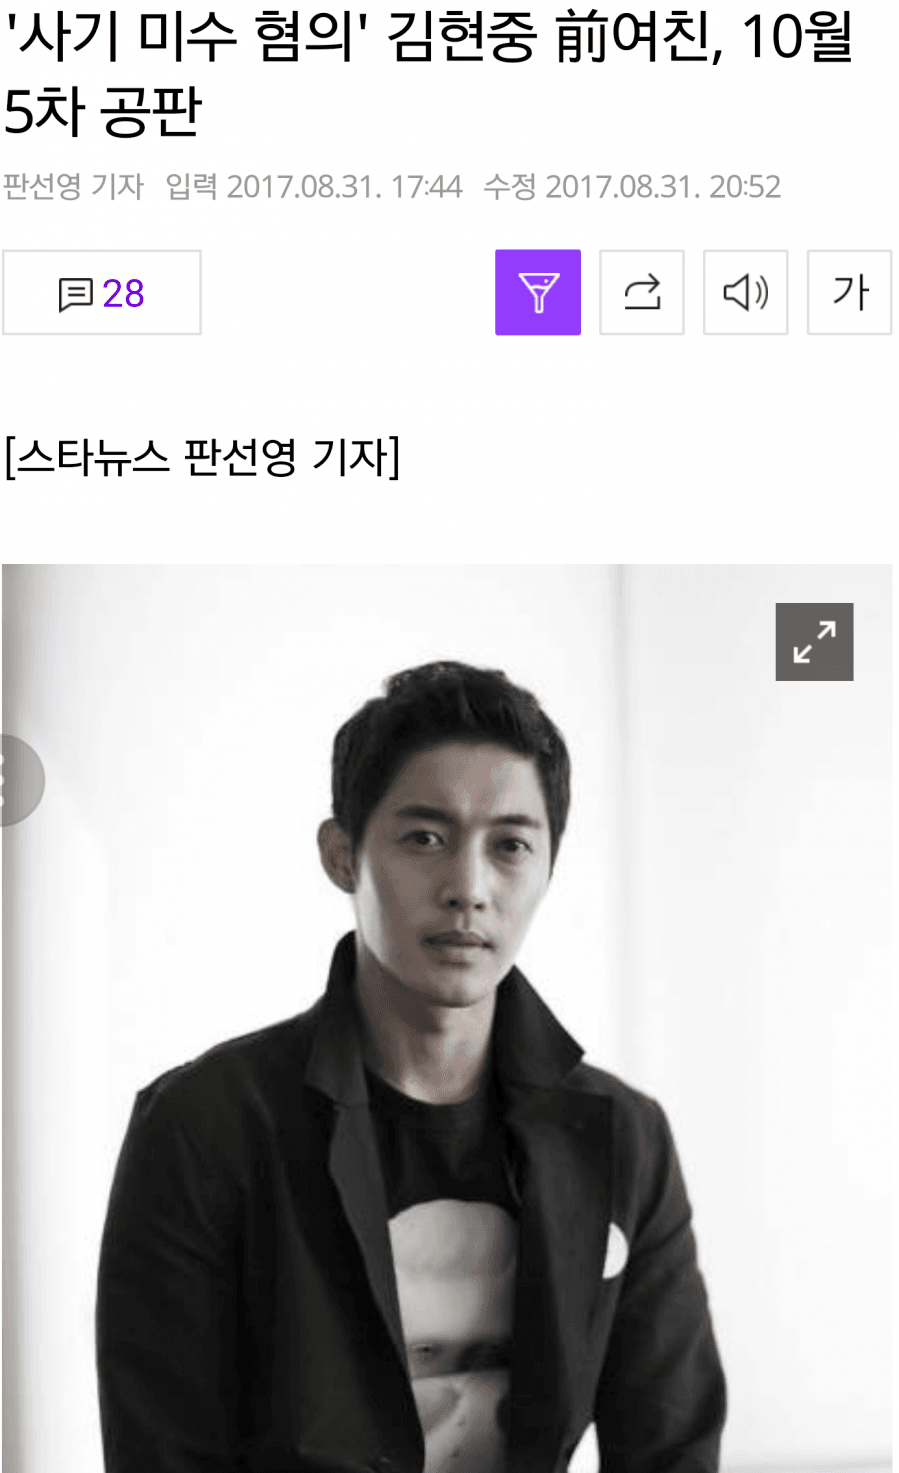 '사기 미수 혐의' 김현중 前여친, 10월
5차 공판
판선영 기자 입력 2017.08.31. 17:44 수정 2017.08.31. 20:52
28
가
[스타뉴스 판선영 기자]